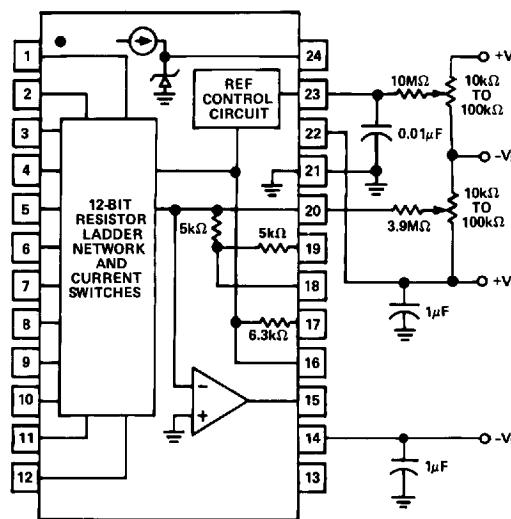 1
2
3
4
5
6
7
8
9
10
11
12
12-BIT
RESISTOR
LADDER
NETWORK
AND
CURRENT
SWITCHES
REF
CONTROL
CIRCUIT
5kΩ
5kΩ
6.3kΩ
−
+
24
23
22
21
20
19
18
17
16
15
14
13
10MΩ
0.01µF
3.9MΩ
10kΩ
TO
100kΩ
10kΩ
TO
100kΩ
1µF
1µF
+V
−V
+V
−V